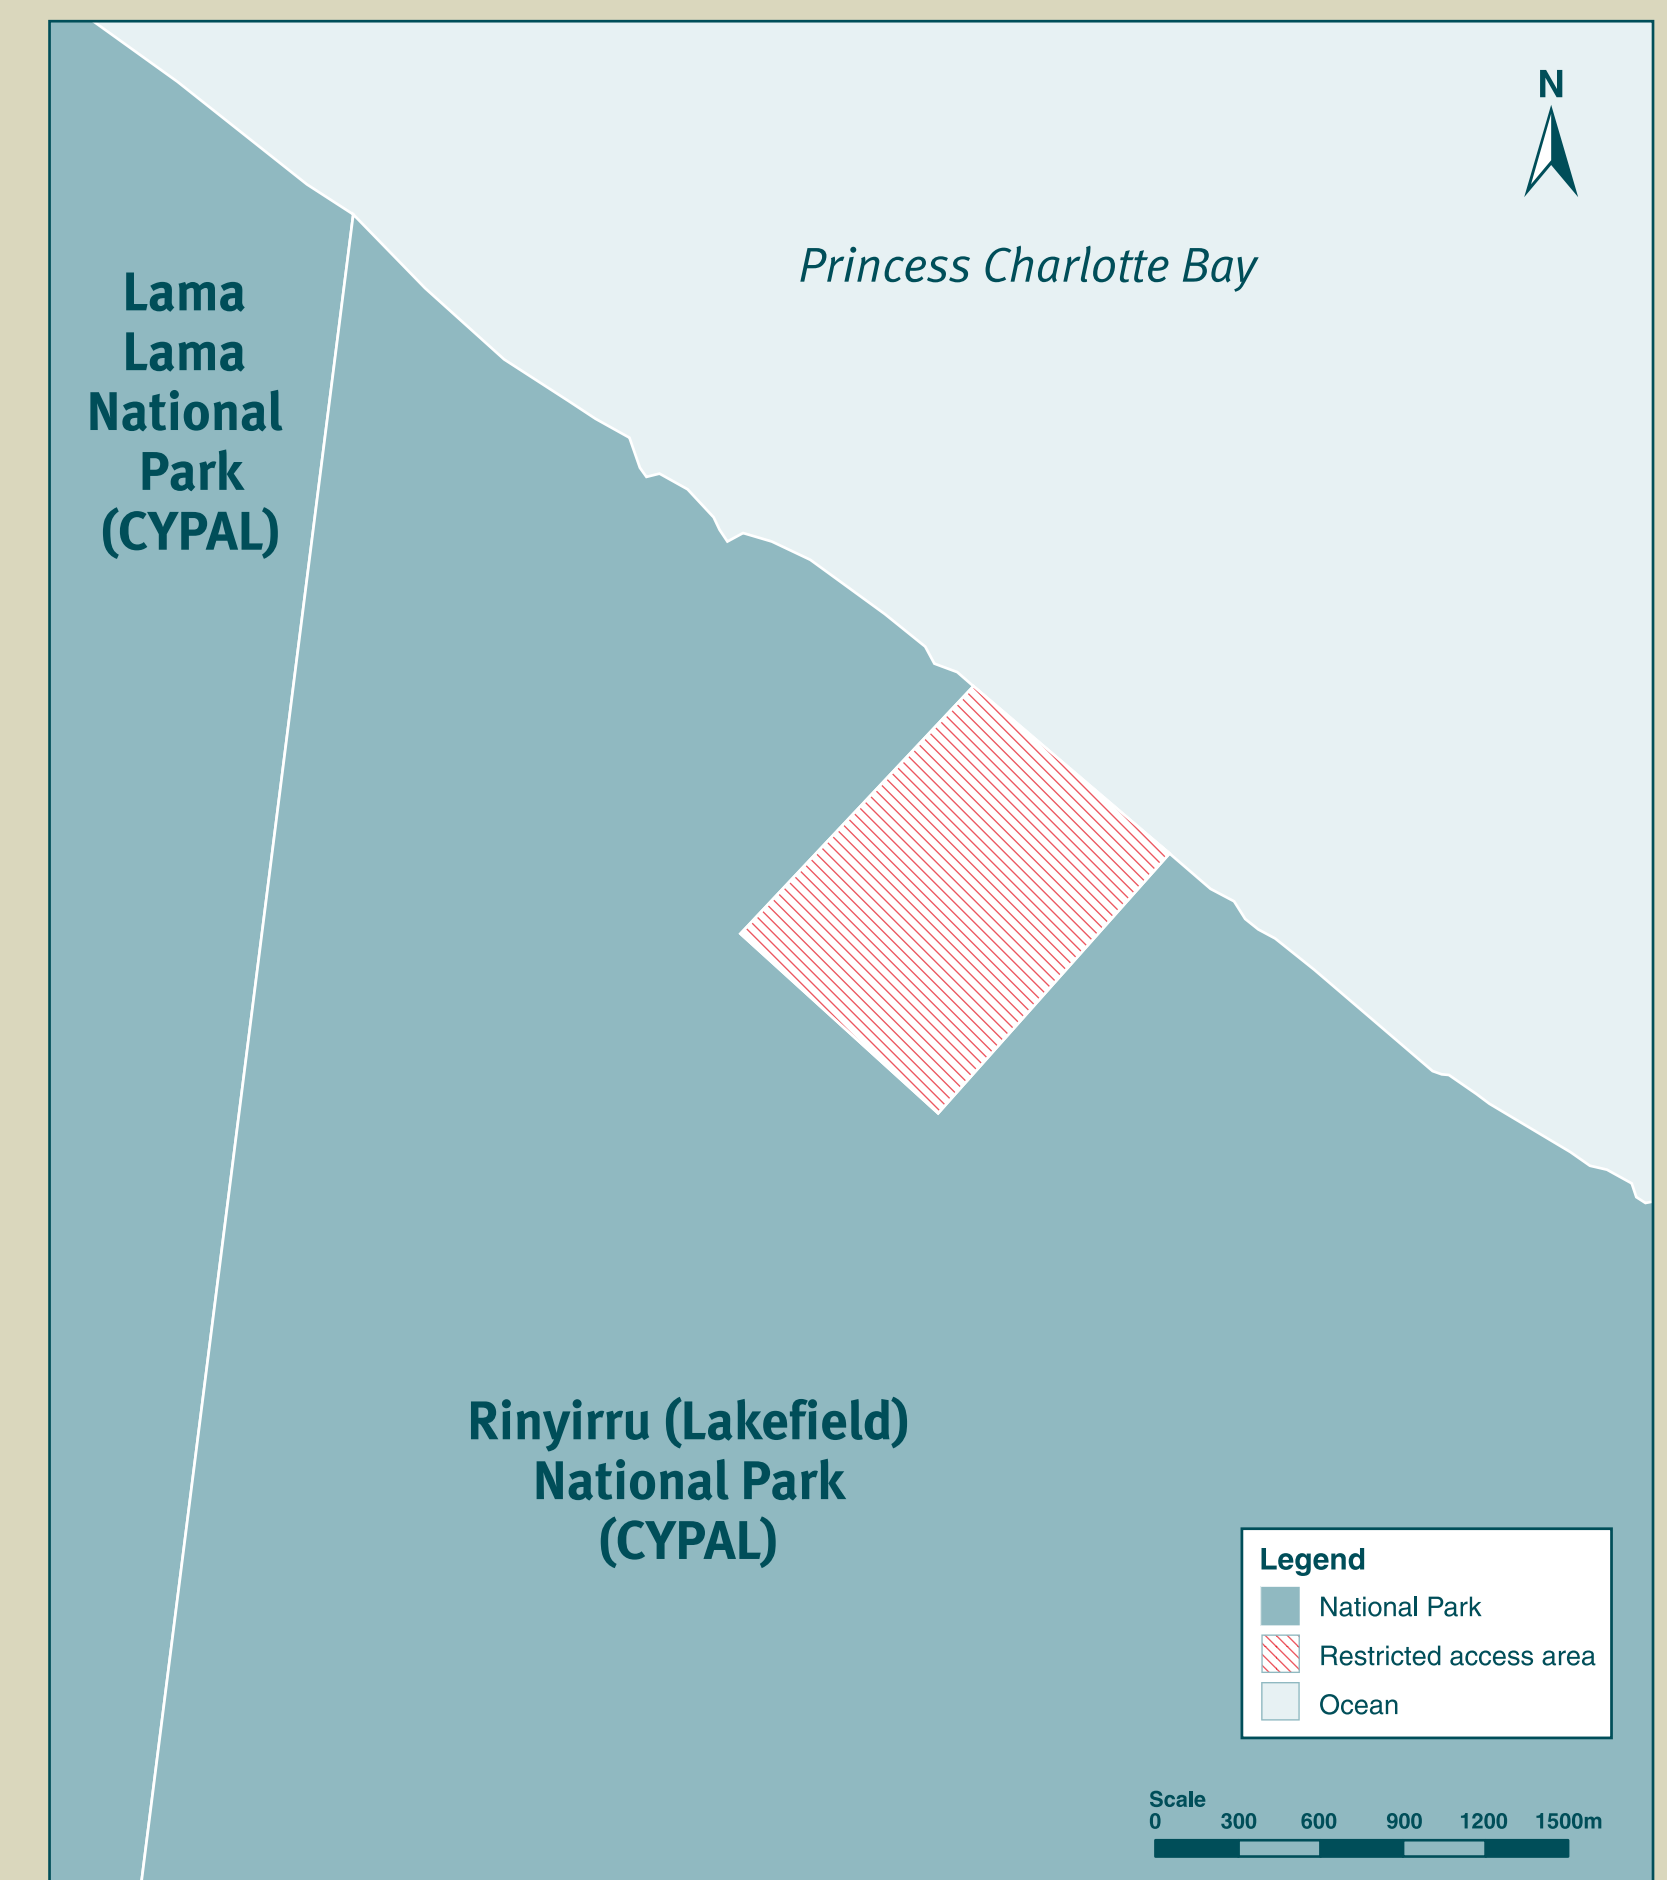 N
Princess Charlotte Bay
Lama
Lama
National
Park
(CYPAL)
Rinyirru (Lakefield)
National Park
(CYPAL)
Legend
National Park
Restricted access area
Ocean
Scale
0 300 600 900 1200 1500m